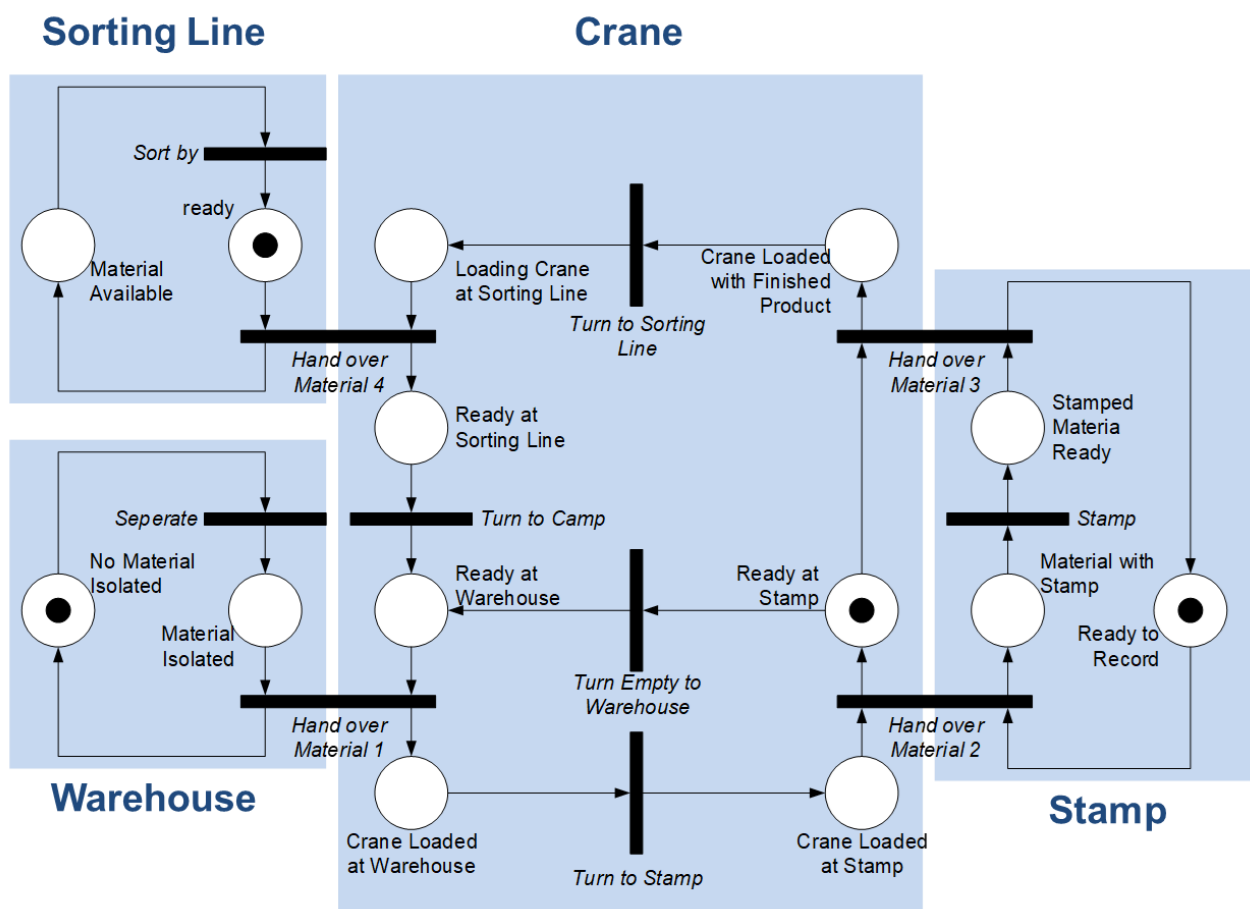 Sorting Line
Crane
Sort by
ready
Material
Available
Loading Crane
at Sorting Line
Crane Loaded
with Finished
Product
Turn to Sorting
Line
Hand over
Material 4
Hand over
Material 3
Ready at
Sorting Line
Stamped
Materia
Ready
Seperate
Turn to Camp
Stamp
No Material
Isolated
Ready at
Warehouse
Ready at
Stamp
Material with
Stamp
Material
Isolated
Ready to
Record
Turn Empty to
Warehouse
Hand over
Material 1
Hand over
Material 2
Warehouse
Stamp
Crane Loaded
at Warehouse
Turn to Stamp
Crane Loaded
at Stamp